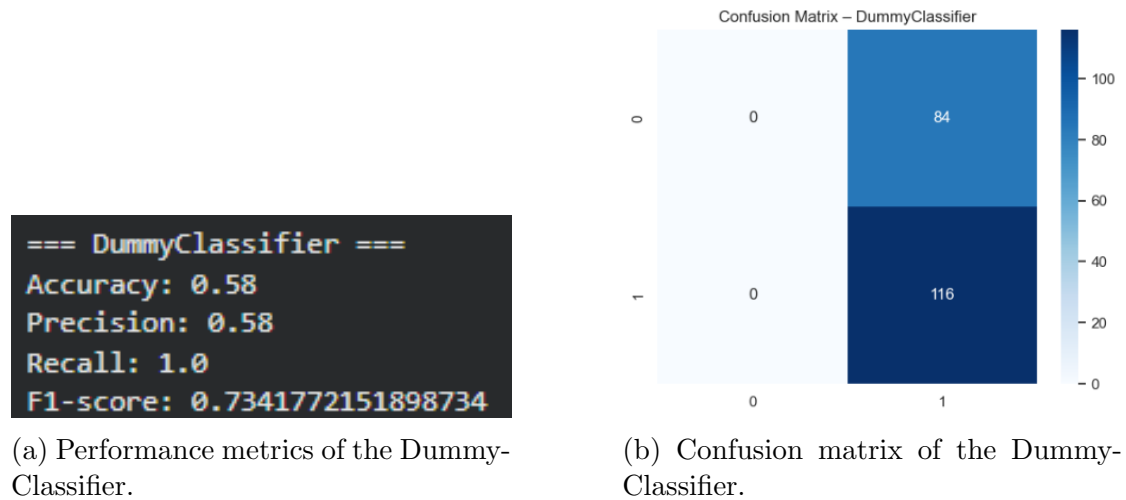 === DummyClassifier ===
Accuracy: 0.58
Precision: 0.58
Recall: 1.0
F1-score: 0.7341772151898734
(a) Performance metrics of the Dummy-
Classifier.
Confusion Matrix – DummyClassifier
0
0
84
1
0
116
0
1
100
80
60
40
20
0
(b) Confusion matrix of the Dummy-
Classifier.